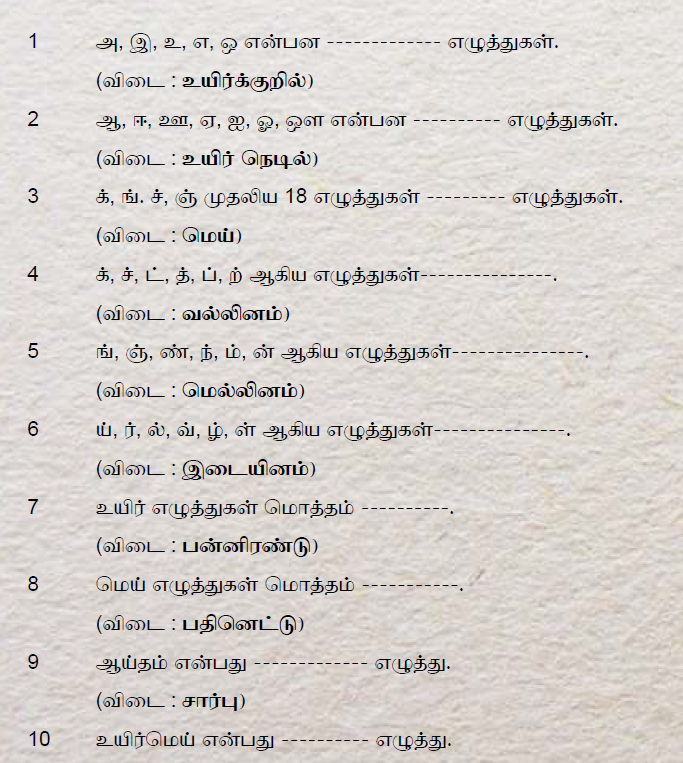 1 அ, இ, உ, எ, ஒ என்பன ------------- எழுத்துகள்.
(விடை : உயிர்க்குறில்)
2 ஆ, ஈ, ஊ, ஏ, ஐ, ஓ, ஔ என்பன ---------- எழுத்துகள்.
(விடை : உயிர் நெடில்)
3 க், ங். ச், ஞ் முதலிய 18 எழுத்துகள் --------- எழுத்துகள்.
(விடை : மெய்)
4 க், ச், ட், த், ப், ற் ஆகிய எழுத்துகள்---------------.
(விடை : வல்லினம்)
5 ங், ஞ், ண், ந், ம், ன் ஆகிய எழுத்துகள்---------------.
(விடை : மெல்லினம்)
6 ய், ர், ல், வ், ழ், ள் ஆகிய எழுத்துகள்---------------.
(விடை : இடையினம்)
7 உயிர் எழுத்துகள் மொத்தம் ----------.
(விடை : பன்னிரண்டு)
8 மெய் எழுத்துகள் மொத்தம் -----------.
(விடை : பதினெட்டு)
9 ஆய்தம் என்பது ------------- எழுத்து.
(விடை : சார்பு)
10 உயிர்மெய் என்பது ---------- எழுத்து.